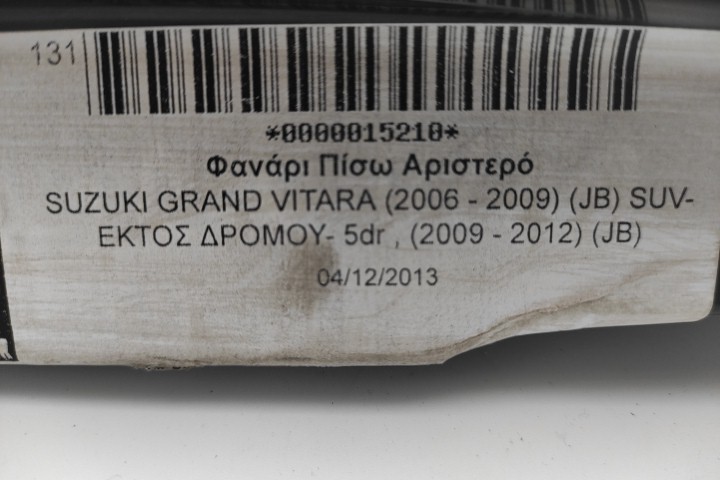 131
*0000015210*
Φανάρι Πίσω Αριστερό
SUZUKI GRAND VITARA (2006 - 2009) (JB) SUV-
ΕΚΤΟΣ ΔΡΟΜΟΥ- 5dr , (2009 - 2012) (JB)
04/12/2013